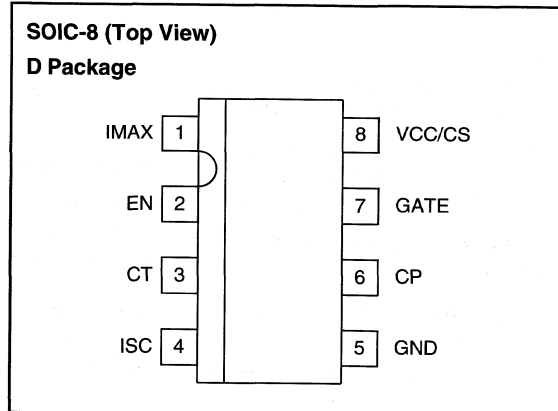 SOIC-8 (Top View)
D Package
IMAX 1 8 VCC/CS
EN 2 7 GATE
CT 3 6 CP
ISC 4 5 GND